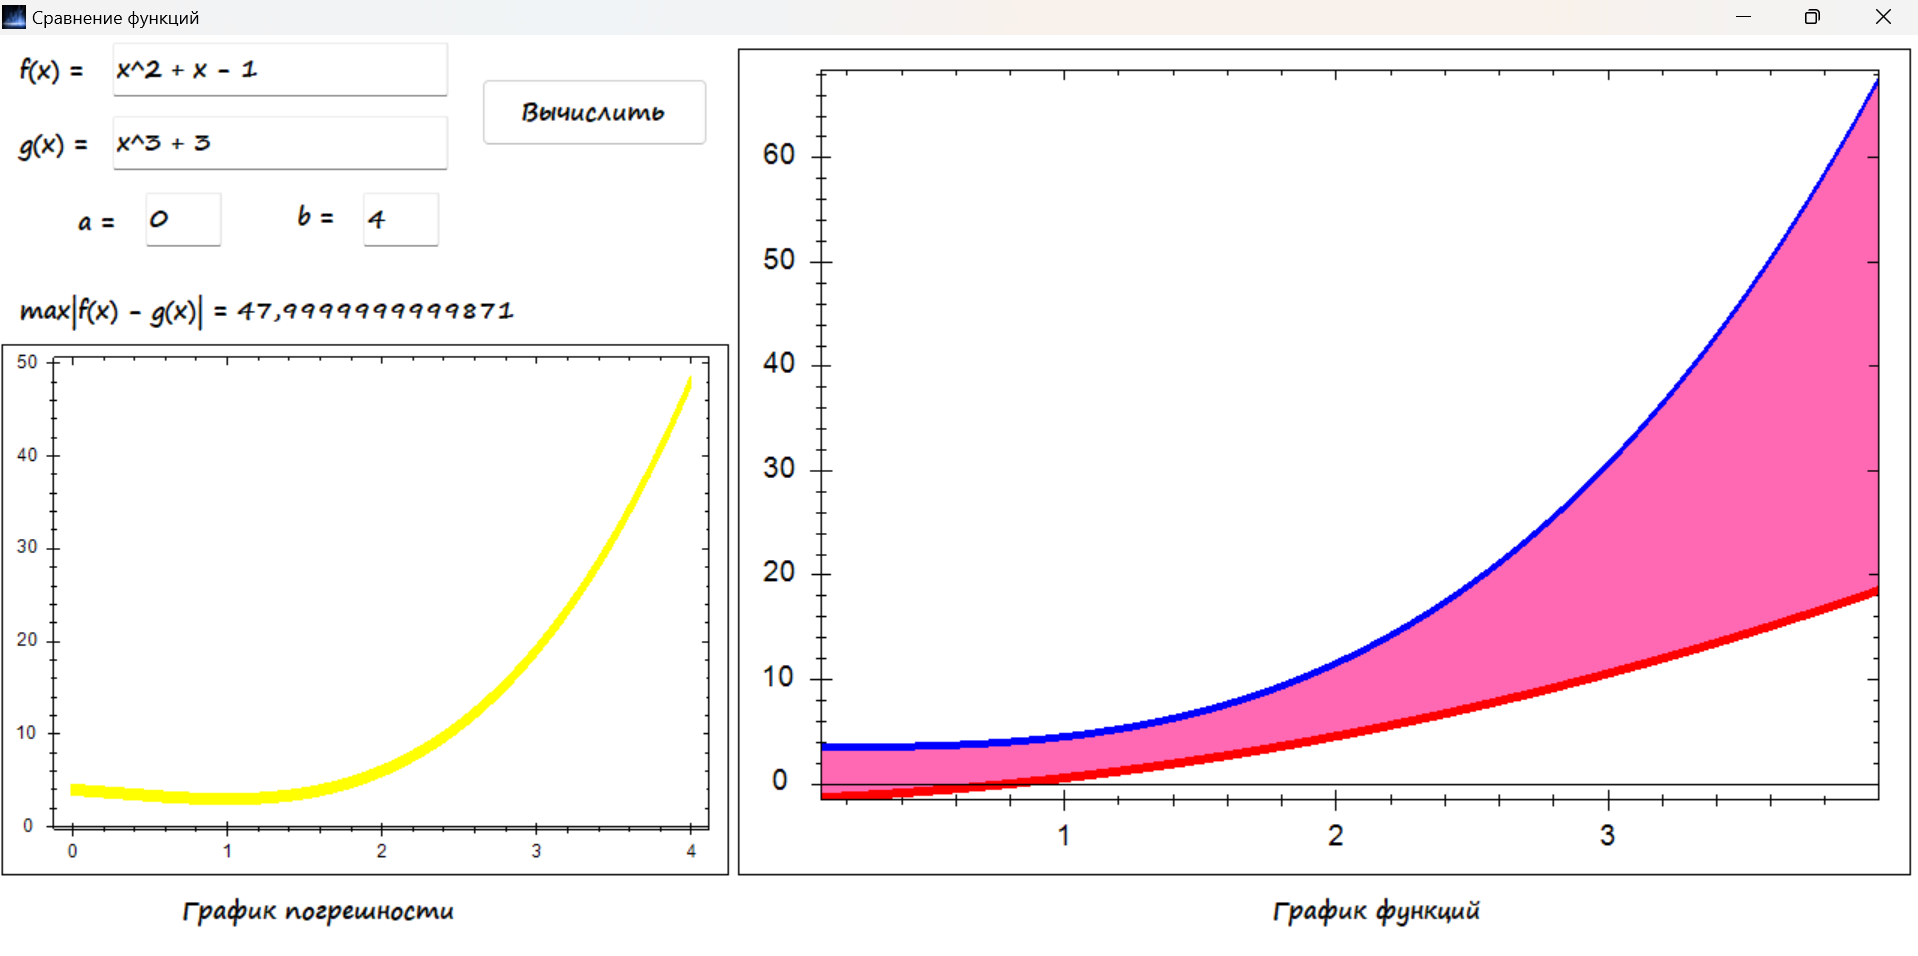 Сравнение функций
f(x) = x^2 + x - 1
Вычислить
g(x) = x^3 + 3
a = 0 b = 4
max|f(x) - g(x)| = 47,9999999999871
50
40
30
20
10
0
0 1 2 3 4
График погрешности
60
50
40
30
20
10
0
1 2 3
График функций